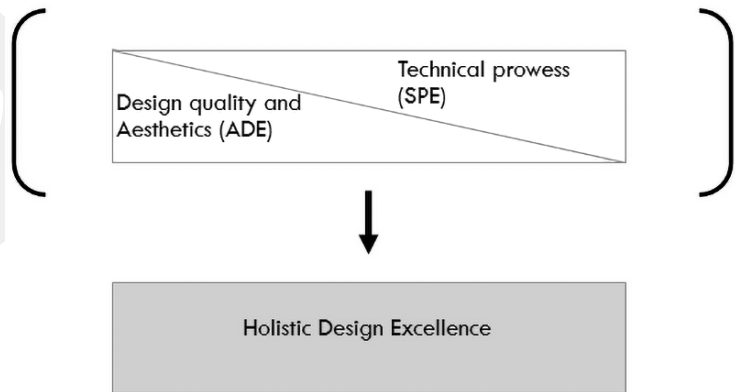 Technical prowess
(SPE)
Design quality and
Aesthetics (ADE)
Holistic Design Excellence